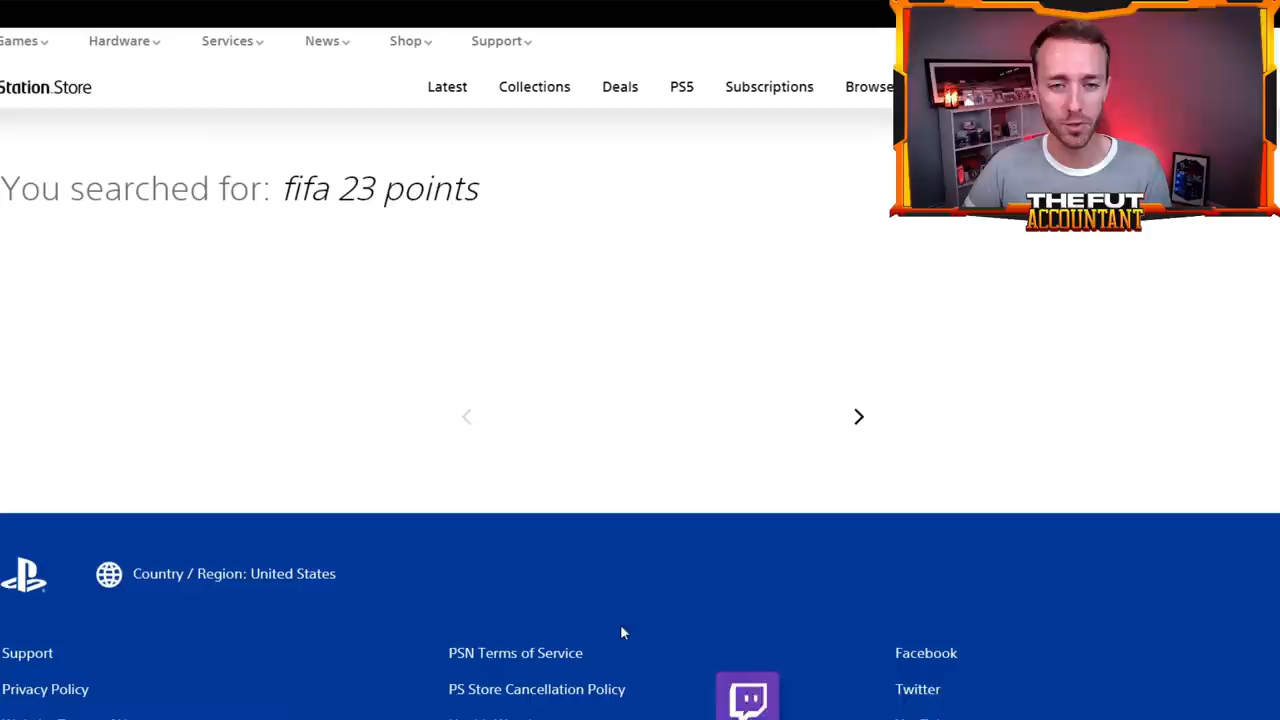 Games
Hardware
Services
News
Shop
Support
Station.Store
Latest
Collections
Deals
PS5
Subscriptions
Browse
THE FUT
ACCOUNTANT
You searched for: fifa 23 points
Country / Region: United States
Support
PSN Terms of Service
Facebook
Privacy Policy
PS Store Cancellation Policy
Twitter